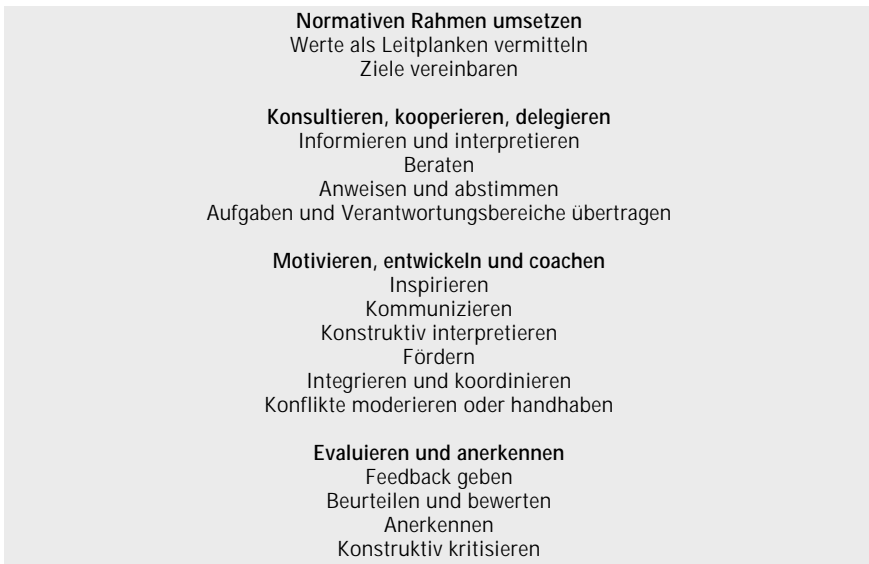 Normativen Rahmen umsetzen
Werte als Leitplanken vermitteln
Ziele vereinbaren
Konsultieren, kooperieren, delegieren
Informieren und interpretieren
Beraten
Anweisen und abstimmen
Aufgaben und Verantwortungsbereiche übertragen
Motivieren, entwickeln und coachen
Inspirieren
Kommunizieren
Konstruktiv interpretieren
Fördern
Integrieren und koordinieren
Konflikte moderieren oder handhaben
Evaluieren und anerkennen
Feedback geben
Beurteilen und bewerten
Anerkennen
Konstruktiv kritisieren